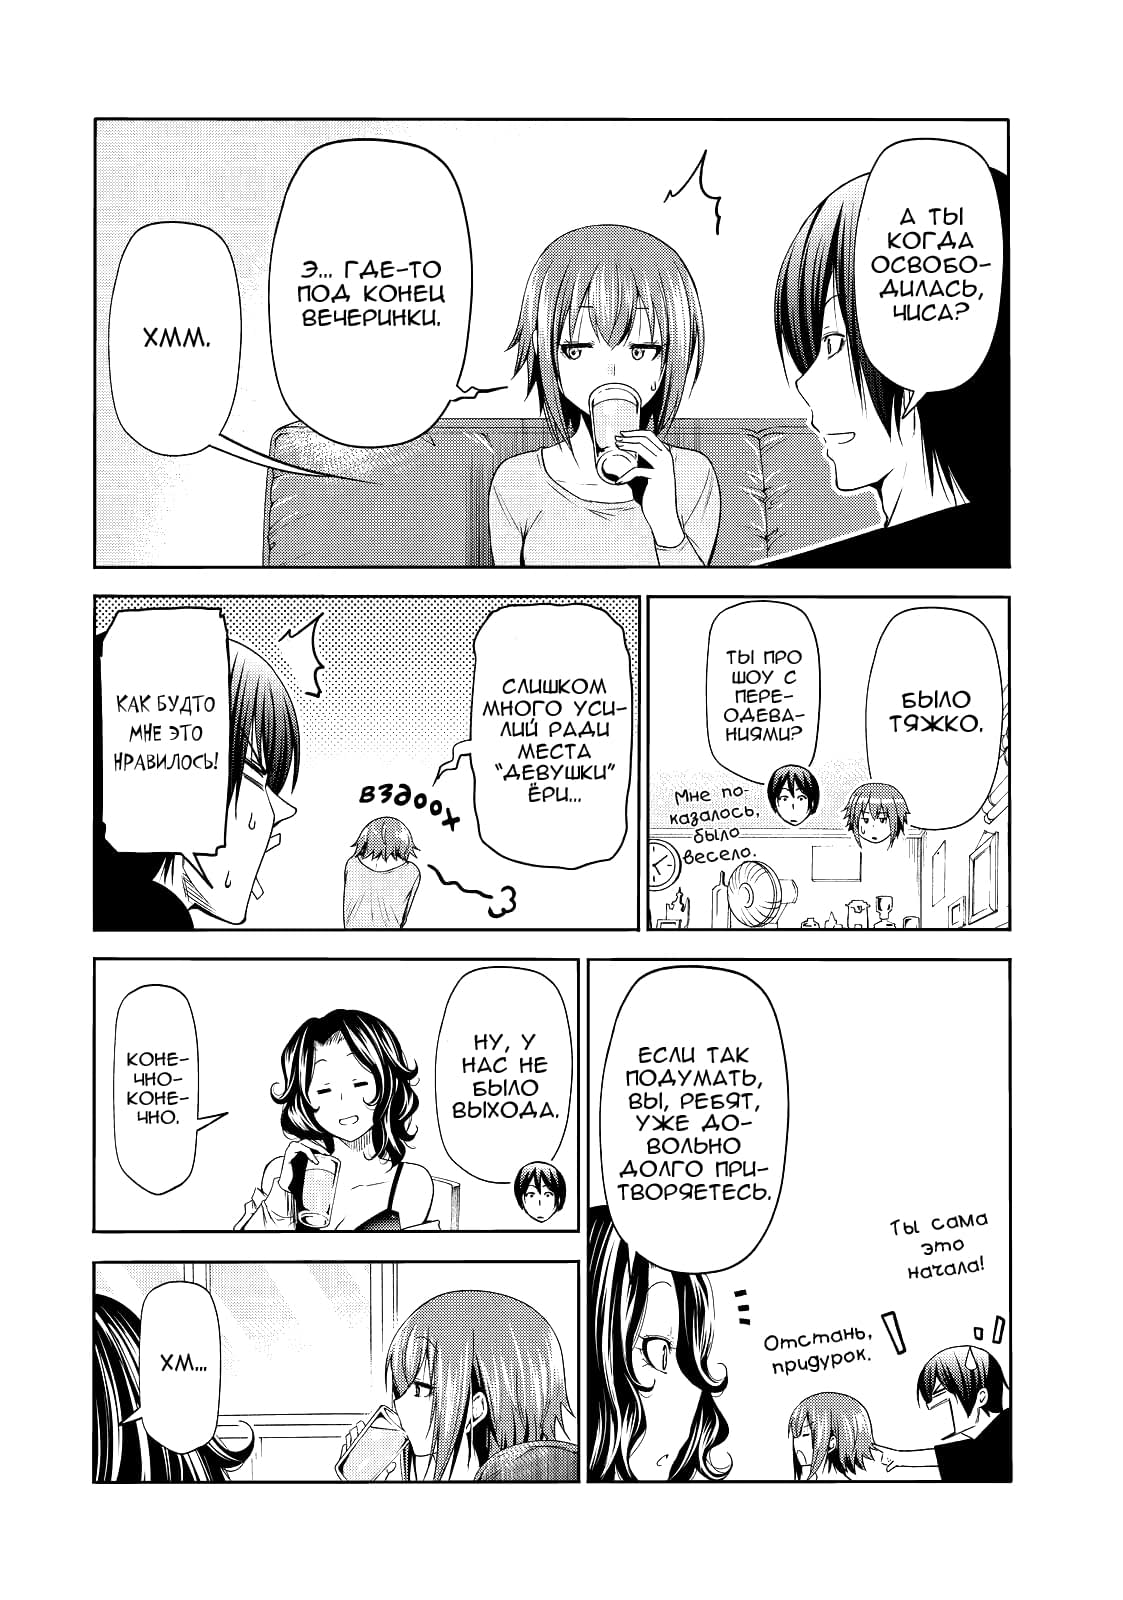 А ТЫ
КОГДА
ОСВОБО-
ДИЛАСЬ,
ЧИСА?
Э... ГДЕ-ТО
ПОД КОНЕЦ
ВЕЧЕРИНКИ.
ХММ.
БЫЛО
ТЯЖКО.
ТЫ ПРО
ШОУ С
ПЕРЕ-
ОДЕВА-
НИЯМИ?
Мне по-
казалось,
было
весело.
СЛИШКОМ
МНОГО УСИ-
ЛИЙ РАДИ
МЕСТА
"ДЕВУШКИ"
ЁРИ...
ВЗДООХ
КАК БУДТО
МНЕ ЭТО
НРАВИЛОСЬ!
ЕСЛИ ТАК
ПОДУМАТЬ,
ВЫ, РЕБЯТ,
УЖЕ ДО-
ВОЛЬНО
ДОЛГО ПРИ-
ТВОРЯЕТЕСЬ.
Ты сама
это
начала!
Отстань,
придурок.
НУ, У
НАС НЕ
БЫЛО
ВЫХОДА.
КОНЕ-
ЧНО-
КОНЕ-
ЧНО.
ХМ...